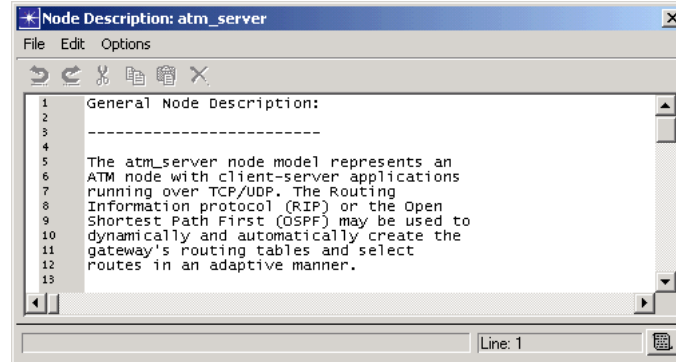 Node Description: atm_server
File Edit Options
1 General Node Description:
2
3 --------------------------
4
5 The atm_server node model represents an
6 ATM node with client-server applications
7 running over TCP/UDP. The Routing
8 Information protocol (RIP) or the Open
9 Shortest Path First (OSPF) may be used to
10 dynamically and automatically create the
11 gateway's routing tables and select
12 routes in an adaptive manner.
13
Line: 1